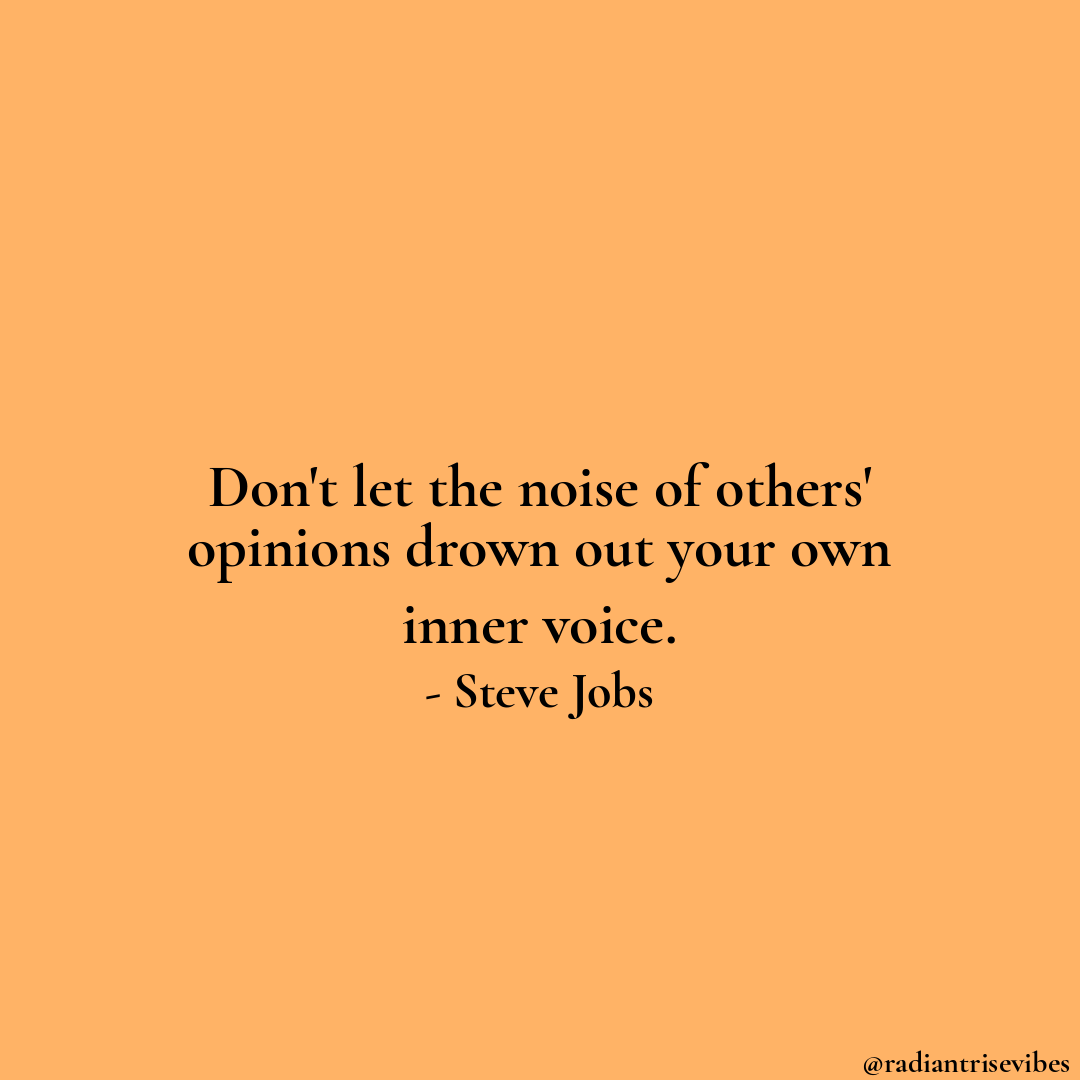 Don't let the noise of others'
opinions drown out your own
inner voice.
- Steve Jobs
@radiantrisevibes